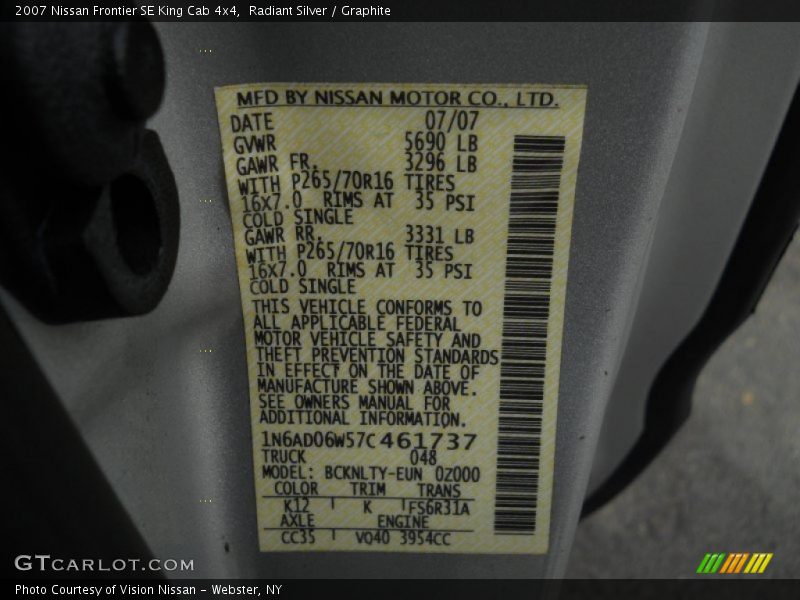 2007 Nissan Frontier SE King Cab 4x4,  Radiant Silver / Graphite
MFD BY NISSAN MOTOR CO., LTD.
DATE 07/07
GVWR 5690 LB
GAWR FR. 3296 LB
WITH P265/70R16 TIRES
16x7.0 RIMS AT 35 PSI
COLD SINGLE
GAWR RR. 3331 LB
WITH P265/70R16 TIRES
16x7.0 RIMS AT 35 PSI
COLD SINGLE
THIS VEHICLE CONFORMS TO
ALL APPLICABLE FEDERAL
MOTOR VEHICLE SAFETY AND
THEFT PREVENTION STANDARDS
IN EFFECT ON THE DATE OF
MANUFACTURE SHOWN ABOVE.
SEE OWNERS MANUAL FOR
ADDITIONAL INFORMATION.
1N6AD06W57C461737
TRUCK 048
MODEL: BCKNLTY-EUN 0Z000
COLOR TRIM TRANS
K12 K FS6R31A
AXLE ENGINE
CC35 VQ40 3954CC
GTCARLOT.COM
Photo Courtesy of Vision Nissan - Webster, NY